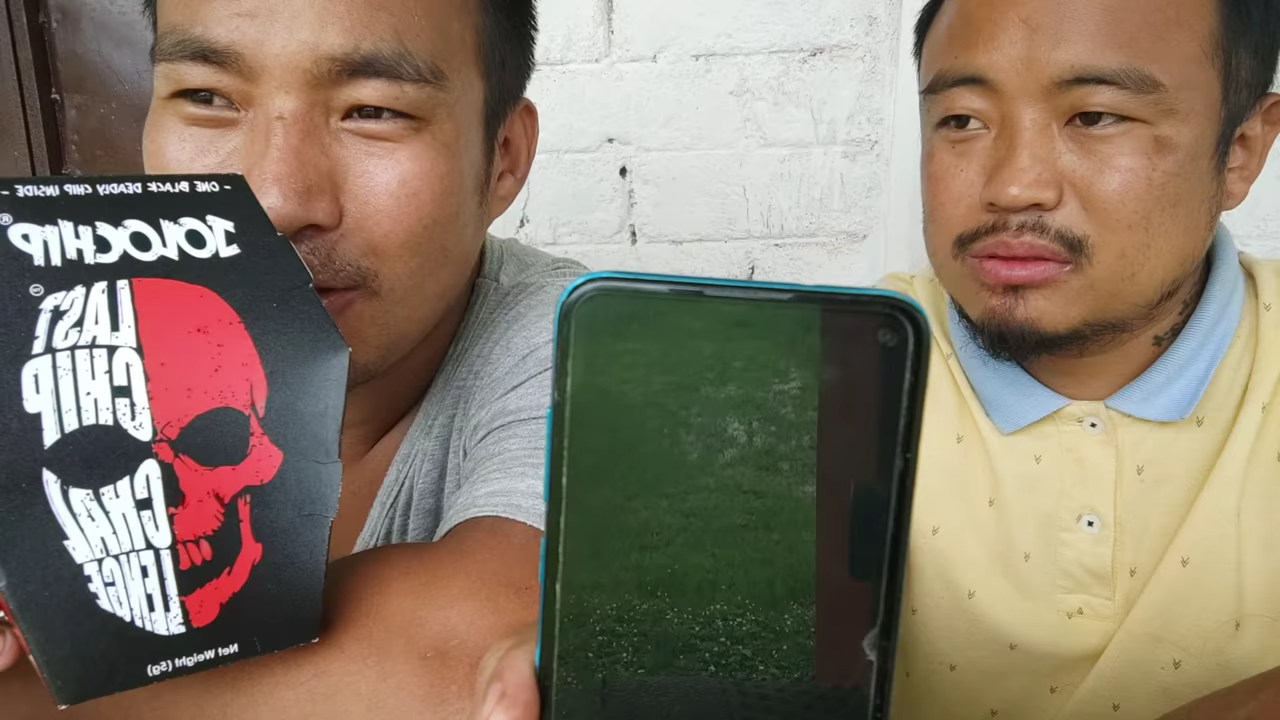 - ONE BLACK DEADLY CHIP INSIDE -
JOLOCHIP®
LAST
CHIP
CHAL
LENGE
Net Weight (5g)